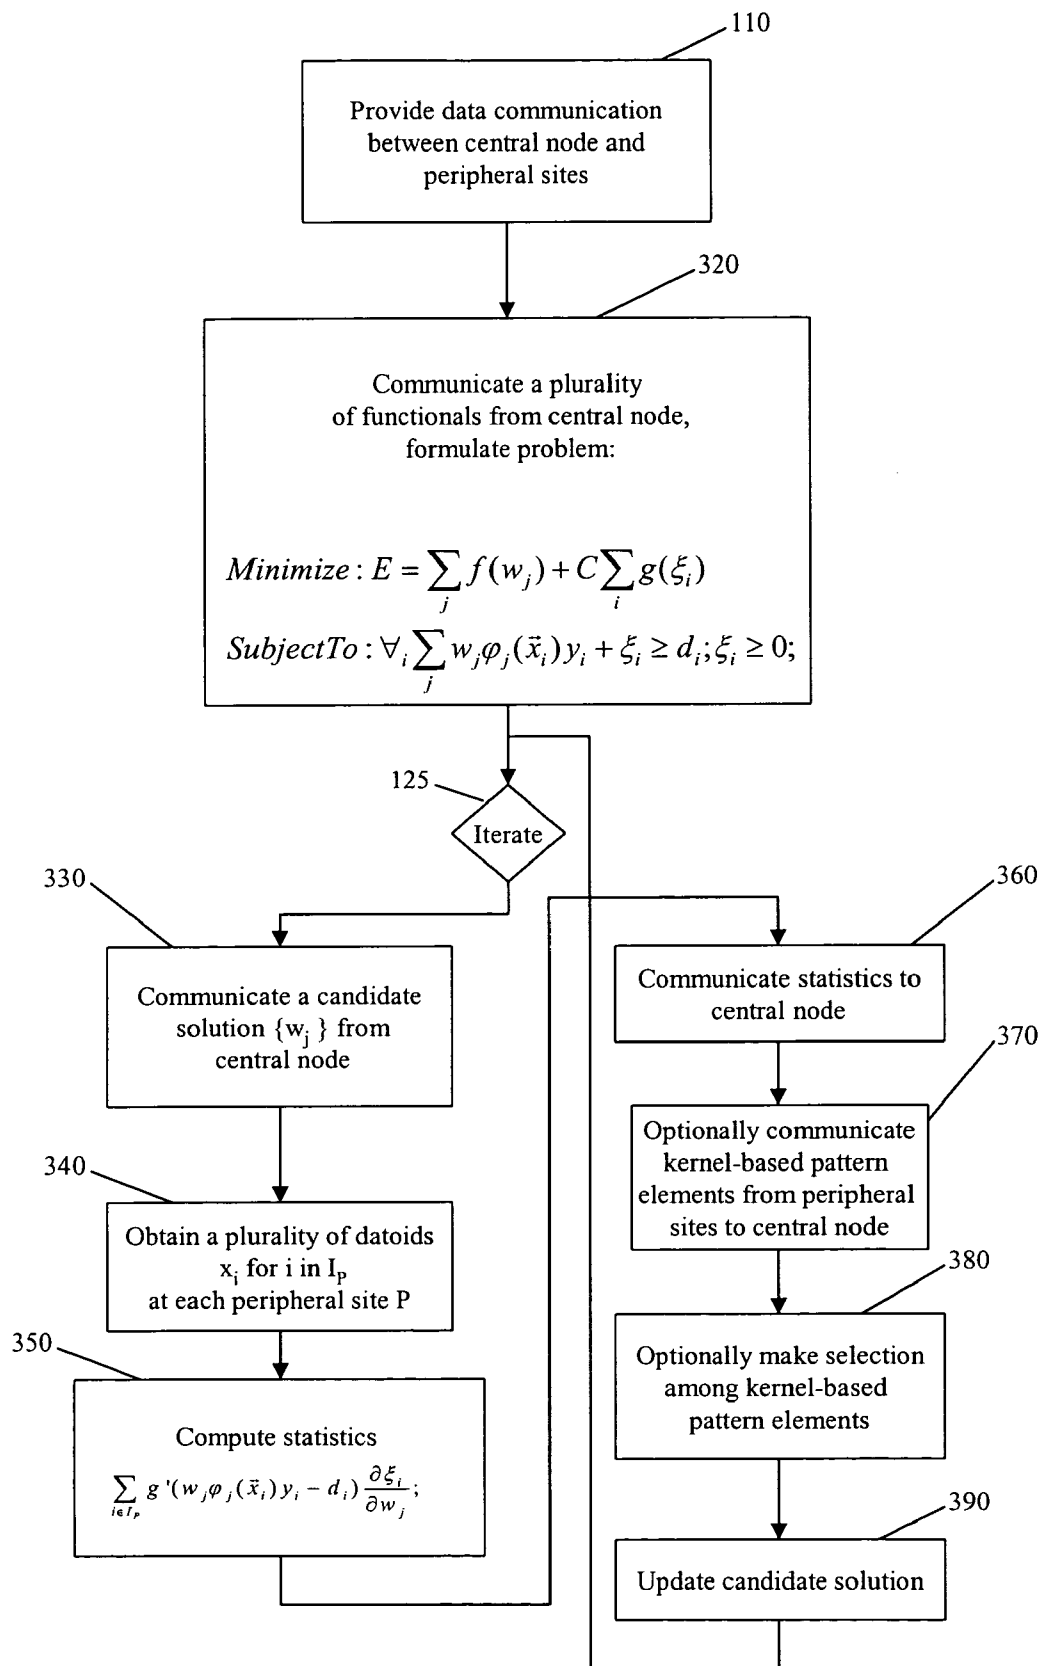 110
Provide data communication
between central node and
peripheral sites
320
Communicate a plurality
of functionals from central node,
formulate problem:
Minimize: E = ∑_j f(w_j) + C ∑_i g(ξ_i)
SubjectTo: ∀_i ∑_j w_j φ_j(x⃗_i) y_i + ξ_i ≥ d_i; ξ_i ≥ 0;
125
Iterate
330
Communicate a candidate
solution {w_j } from
central node
340
Obtain a plurality of datoids
x_i for i in I_P
at each peripheral site P
350
Compute statistics
∑_{i∈I_P} g '(w_j φ_j(x⃗_i) y_i − d_i) ∂ξ_i/∂w_j;
360
Communicate statistics to
central node
370
Optionally communicate
kernel-based pattern
elements from peripheral
sites to central node
380
Optionally make selection
among kernel-based
pattern elements
390
Update candidate solution